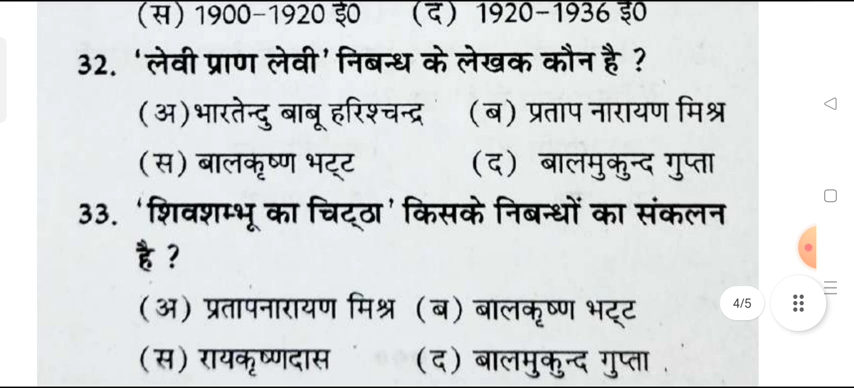 (स) 1900-1920 ई0 (द) 1920-1936 ई0
32. 'लेवी प्राण लेवी' निबन्ध के लेखक कौन है ?
(अ)भारतेन्दु बाबू हरिश्चन्द्र (ब) प्रताप नारायण मिश्र
(स) बालकृष्ण भट्ट (द) बालमुकुन्द गुप्ता
33. 'शिवशम्भू का चिट्ठा' किसके निबन्धों का संकलन
है ?
(अ) प्रतापनारायण मिश्र (ब) बालकृष्ण भट्ट
(स) रायकृष्णदास (द) बालमुकुन्द गुप्ता
4/5